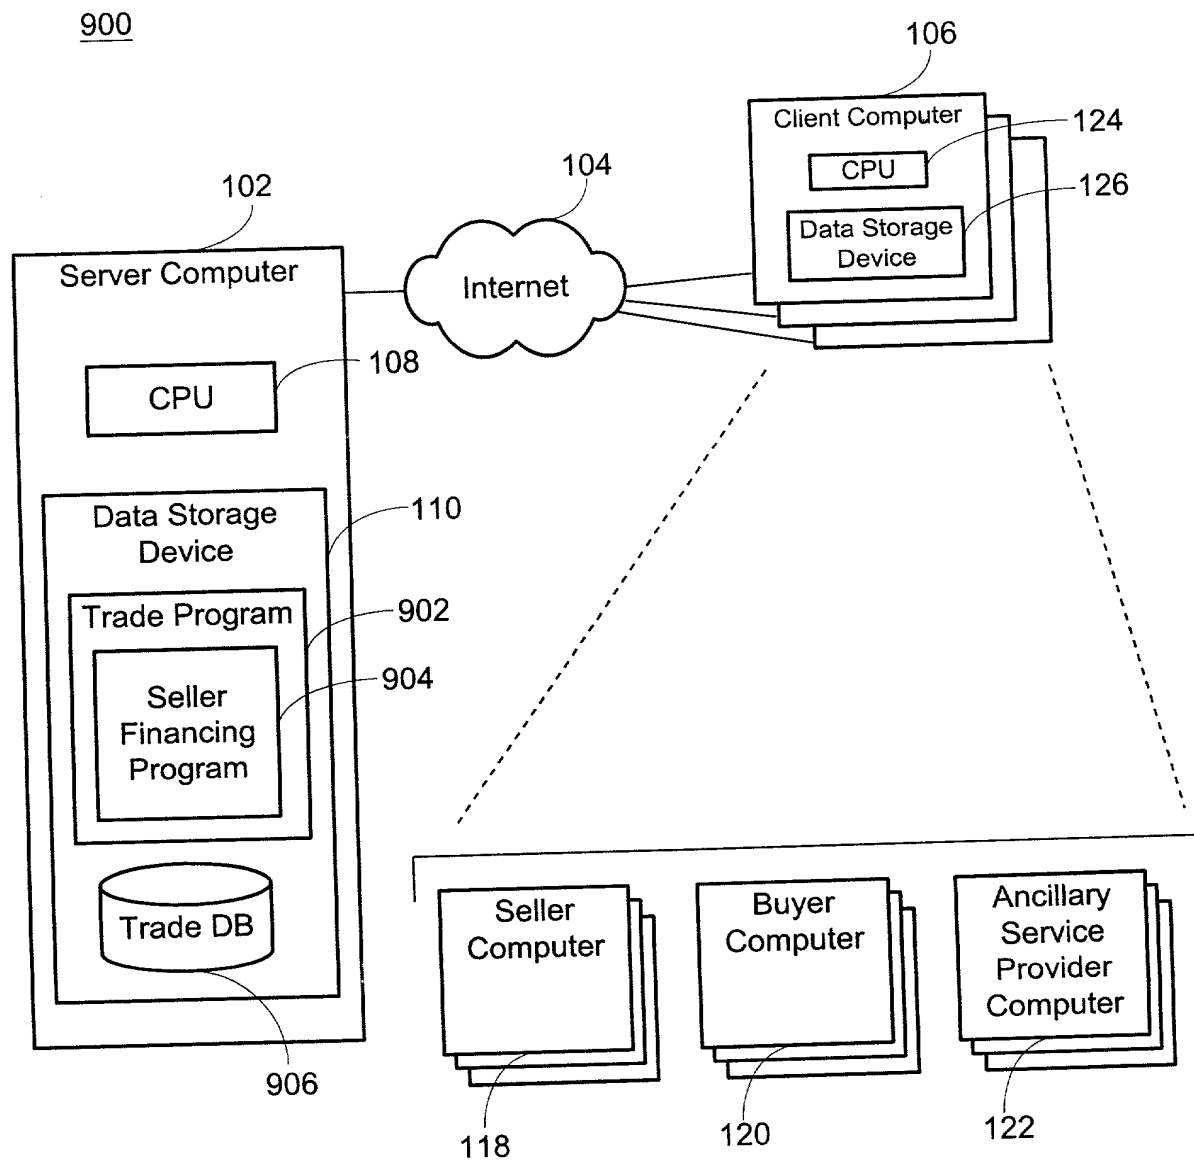 900
106
Client Computer
124
CPU
126
Data Storage
Device
104
Internet
102
Server Computer
108
CPU
110
Data Storage
Device
902
Trade Program
904
Seller
Financing
Program
Trade DB
906
Seller
Computer
118
Buyer
Computer
120
Ancillary
Service
Provider
Computer
122